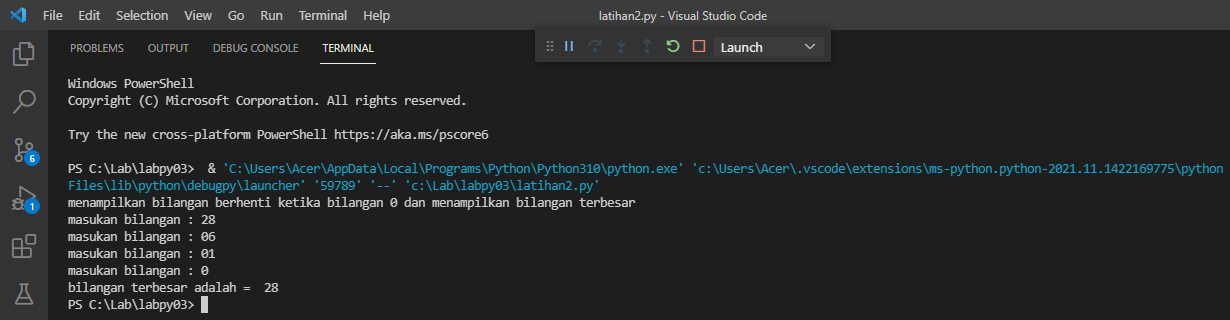 File Edit Selection View Go Run Terminal Help latihan2.py - Visual Studio Code
PROBLEMS OUTPUT DEBUG CONSOLE TERMINAL Launch
Windows PowerShell
Copyright (C) Microsoft Corporation. All rights reserved.
Try the new cross-platform PowerShell https://aka.ms/pscore6
PS C:\Lab\labpy03>  & 'C:\Users\Acer\AppData\Local\Programs\Python\Python310\python.exe' 'c:\Users\Acer\.vscode\extensions\ms-python.python-2021.11.1422169775\python
Files\lib\python\debugpy\launcher' '59789' '--' 'c:\Lab\labpy03\latihan2.py'
menampilkan bilangan berhenti ketika bilangan 0 dan menampilkan bilangan terbesar
masukan bilangan : 28
6
masukan bilangan : 06
masukan bilangan : 01
masukan bilangan : 0
1
bilangan terbesar adalah =  28
PS C:\Lab\labpy03>